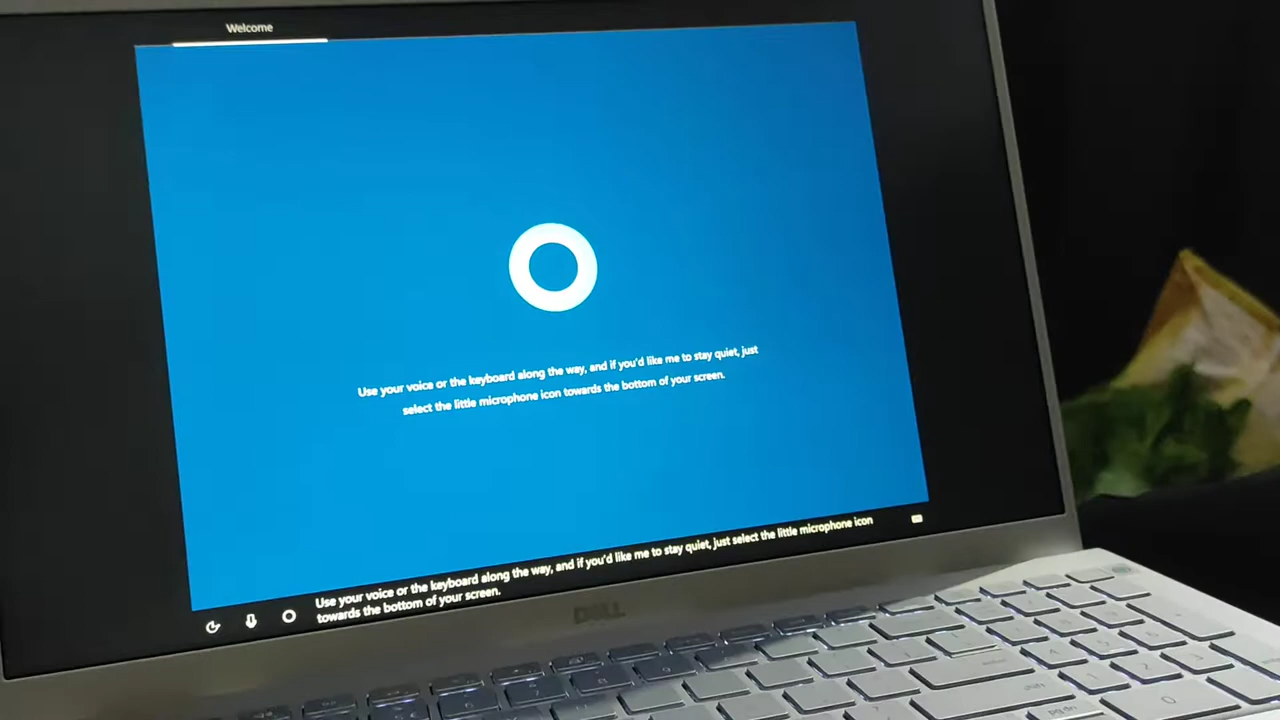 Welcome
Use your voice or the keyboard along the way, and if you'd like me to stay quiet, just
select the little microphone icon towards the bottom of your screen.
Use your voice or the keyboard along the way, and if you'd like me to stay quiet, just select the little microphone icon
towards the bottom of your screen.
DELL